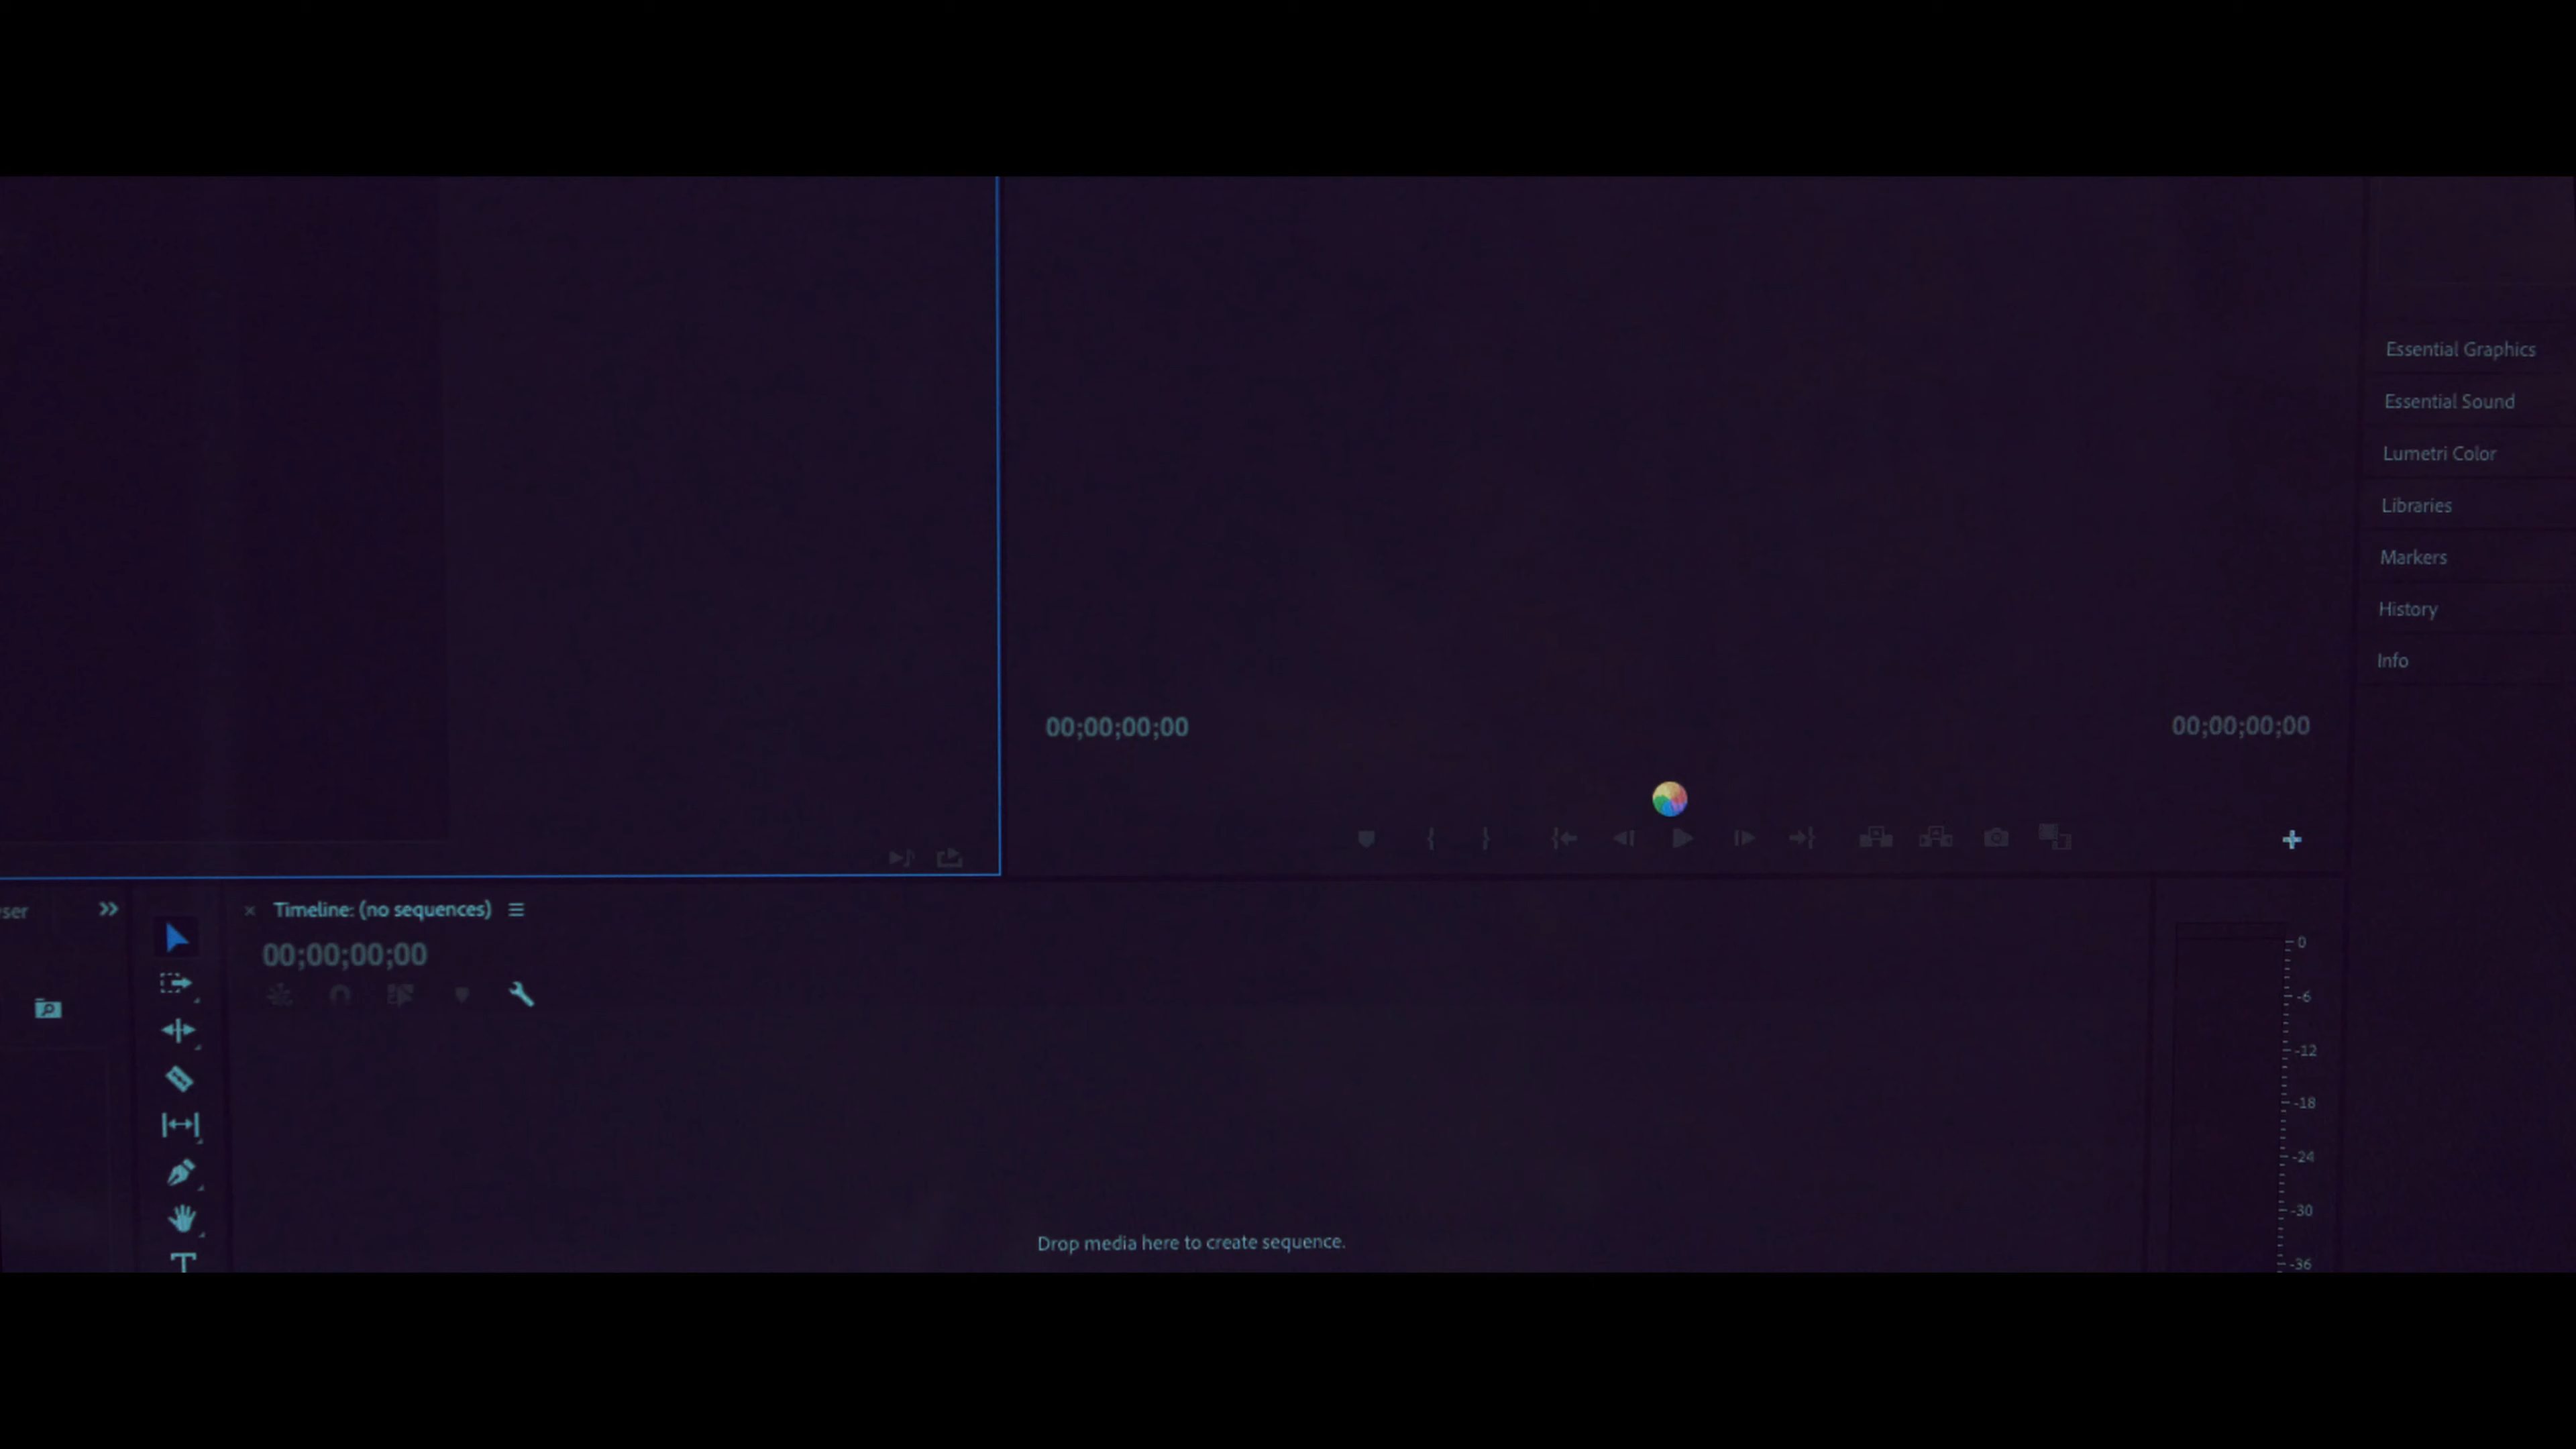 Essential Graphics
Essential Sound
Lumetri Color
Libraries
Markers
History
Info
00;00;00;00
00;00;00;00
ser
Timeline: (no sequences)
00;00;00;00
Drop media here to create sequence.
0
-6
-12
-18
-24
-30
-36